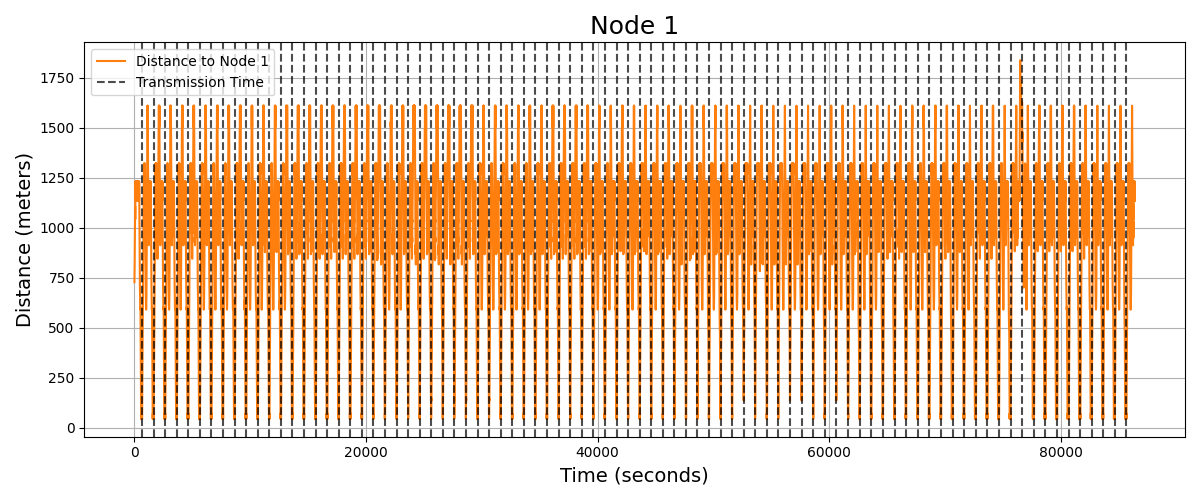 Node 1
Distance to Node 1
Transmission Time
Distance (meters)
1750
1500
1250
1000
750
500
250
0
0 20000 40000 60000 80000
Time (seconds)